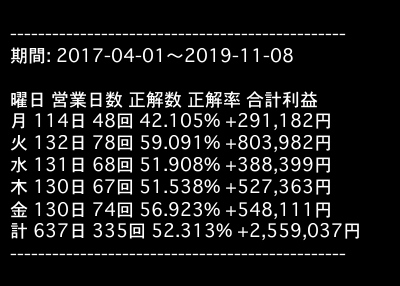 ------------------------------------------------
期間: 2017-04-01〜2019-11-08
曜日 営業日数 正解数 正解率 合計利益
月 114日 48回 42.105% +291,182円
火 132日 78回 59.091% +803,982円
水 131日 68回 51.908% +388,399円
木 130日 67回 51.538% +527,363円
金 130日 74回 56.923% +548,111円
計 637日 335回 52.313% +2,559,037円
------------------------------------------------